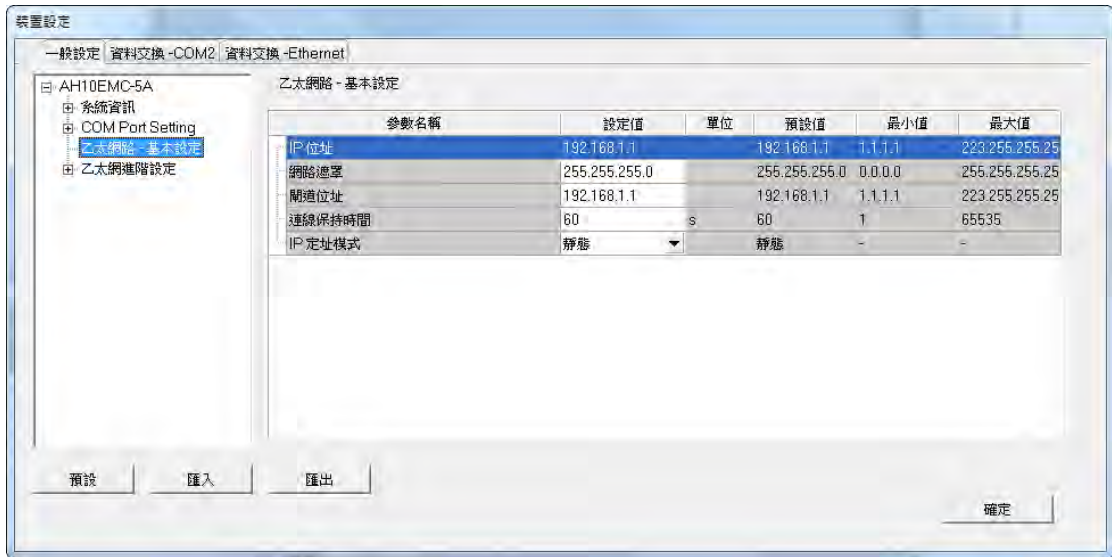 裝置設定
一般設定 資料交換 -COM2 資料交換 -Ethernet
AH10EMC-5A
系統資訊
COM Port Setting
乙太網路 - 基本設定
乙太網進階設定
乙太網路 - 基本設定
參數名稱 設定值 單位 預設值 最小值 最大值
IP 位址 192.168.1.1 192.168.1.1 1.1.1.1 223.255.255.25
網路遮罩 255.255.255.0 255.255.255.0 0.0.0.0 255.255.255.25
閘道位址 192.168.1.1 192.168.1.1 1.1.1.1 223.255.255.25
連線保持時間 60 s 60 1 65535
IP 定址模式 靜態 靜態 - -
預設 匯入 匯出
確定